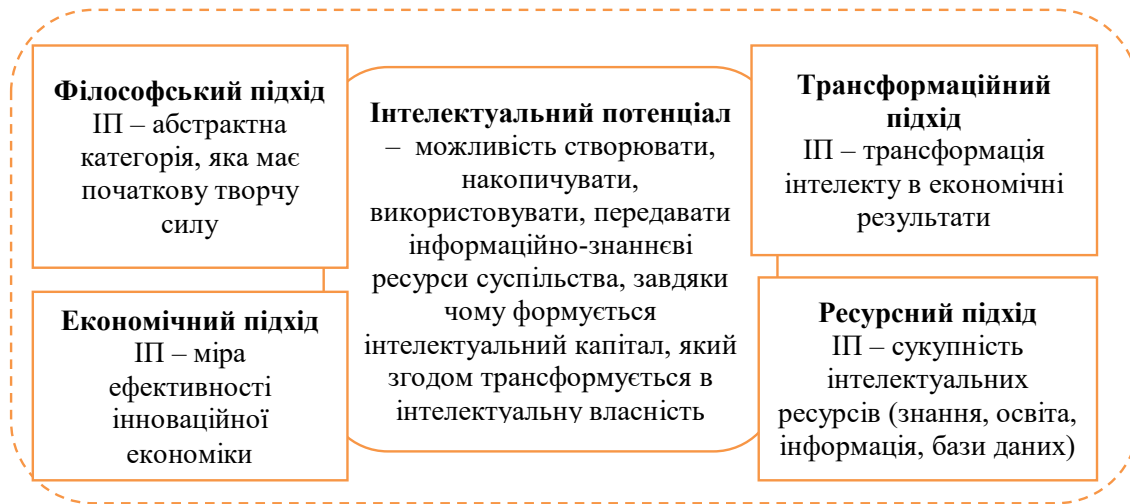 Філософський підхід
ІП – абстрактна
категорія, яка має
початкову творчу
силу
Економічний підхід
ІП – міра
ефективності
інноваційної
економіки
Інтелектуальний потенціал
– можливість створювати,
накопичувати,
використовувати, передавати
інформаційно-знаннєві
ресурси суспільства, завдяки
чому формується
інтелектуальний капітал, який
згодом трансформується в
інтелектуальну власність
Трансформаційний
підхід
ІП – трансформація
інтелекту в економічні
результати
Ресурсний підхід
ІП – сукупність
інтелектуальних
ресурсів (знання, освіта,
інформація, бази даних)